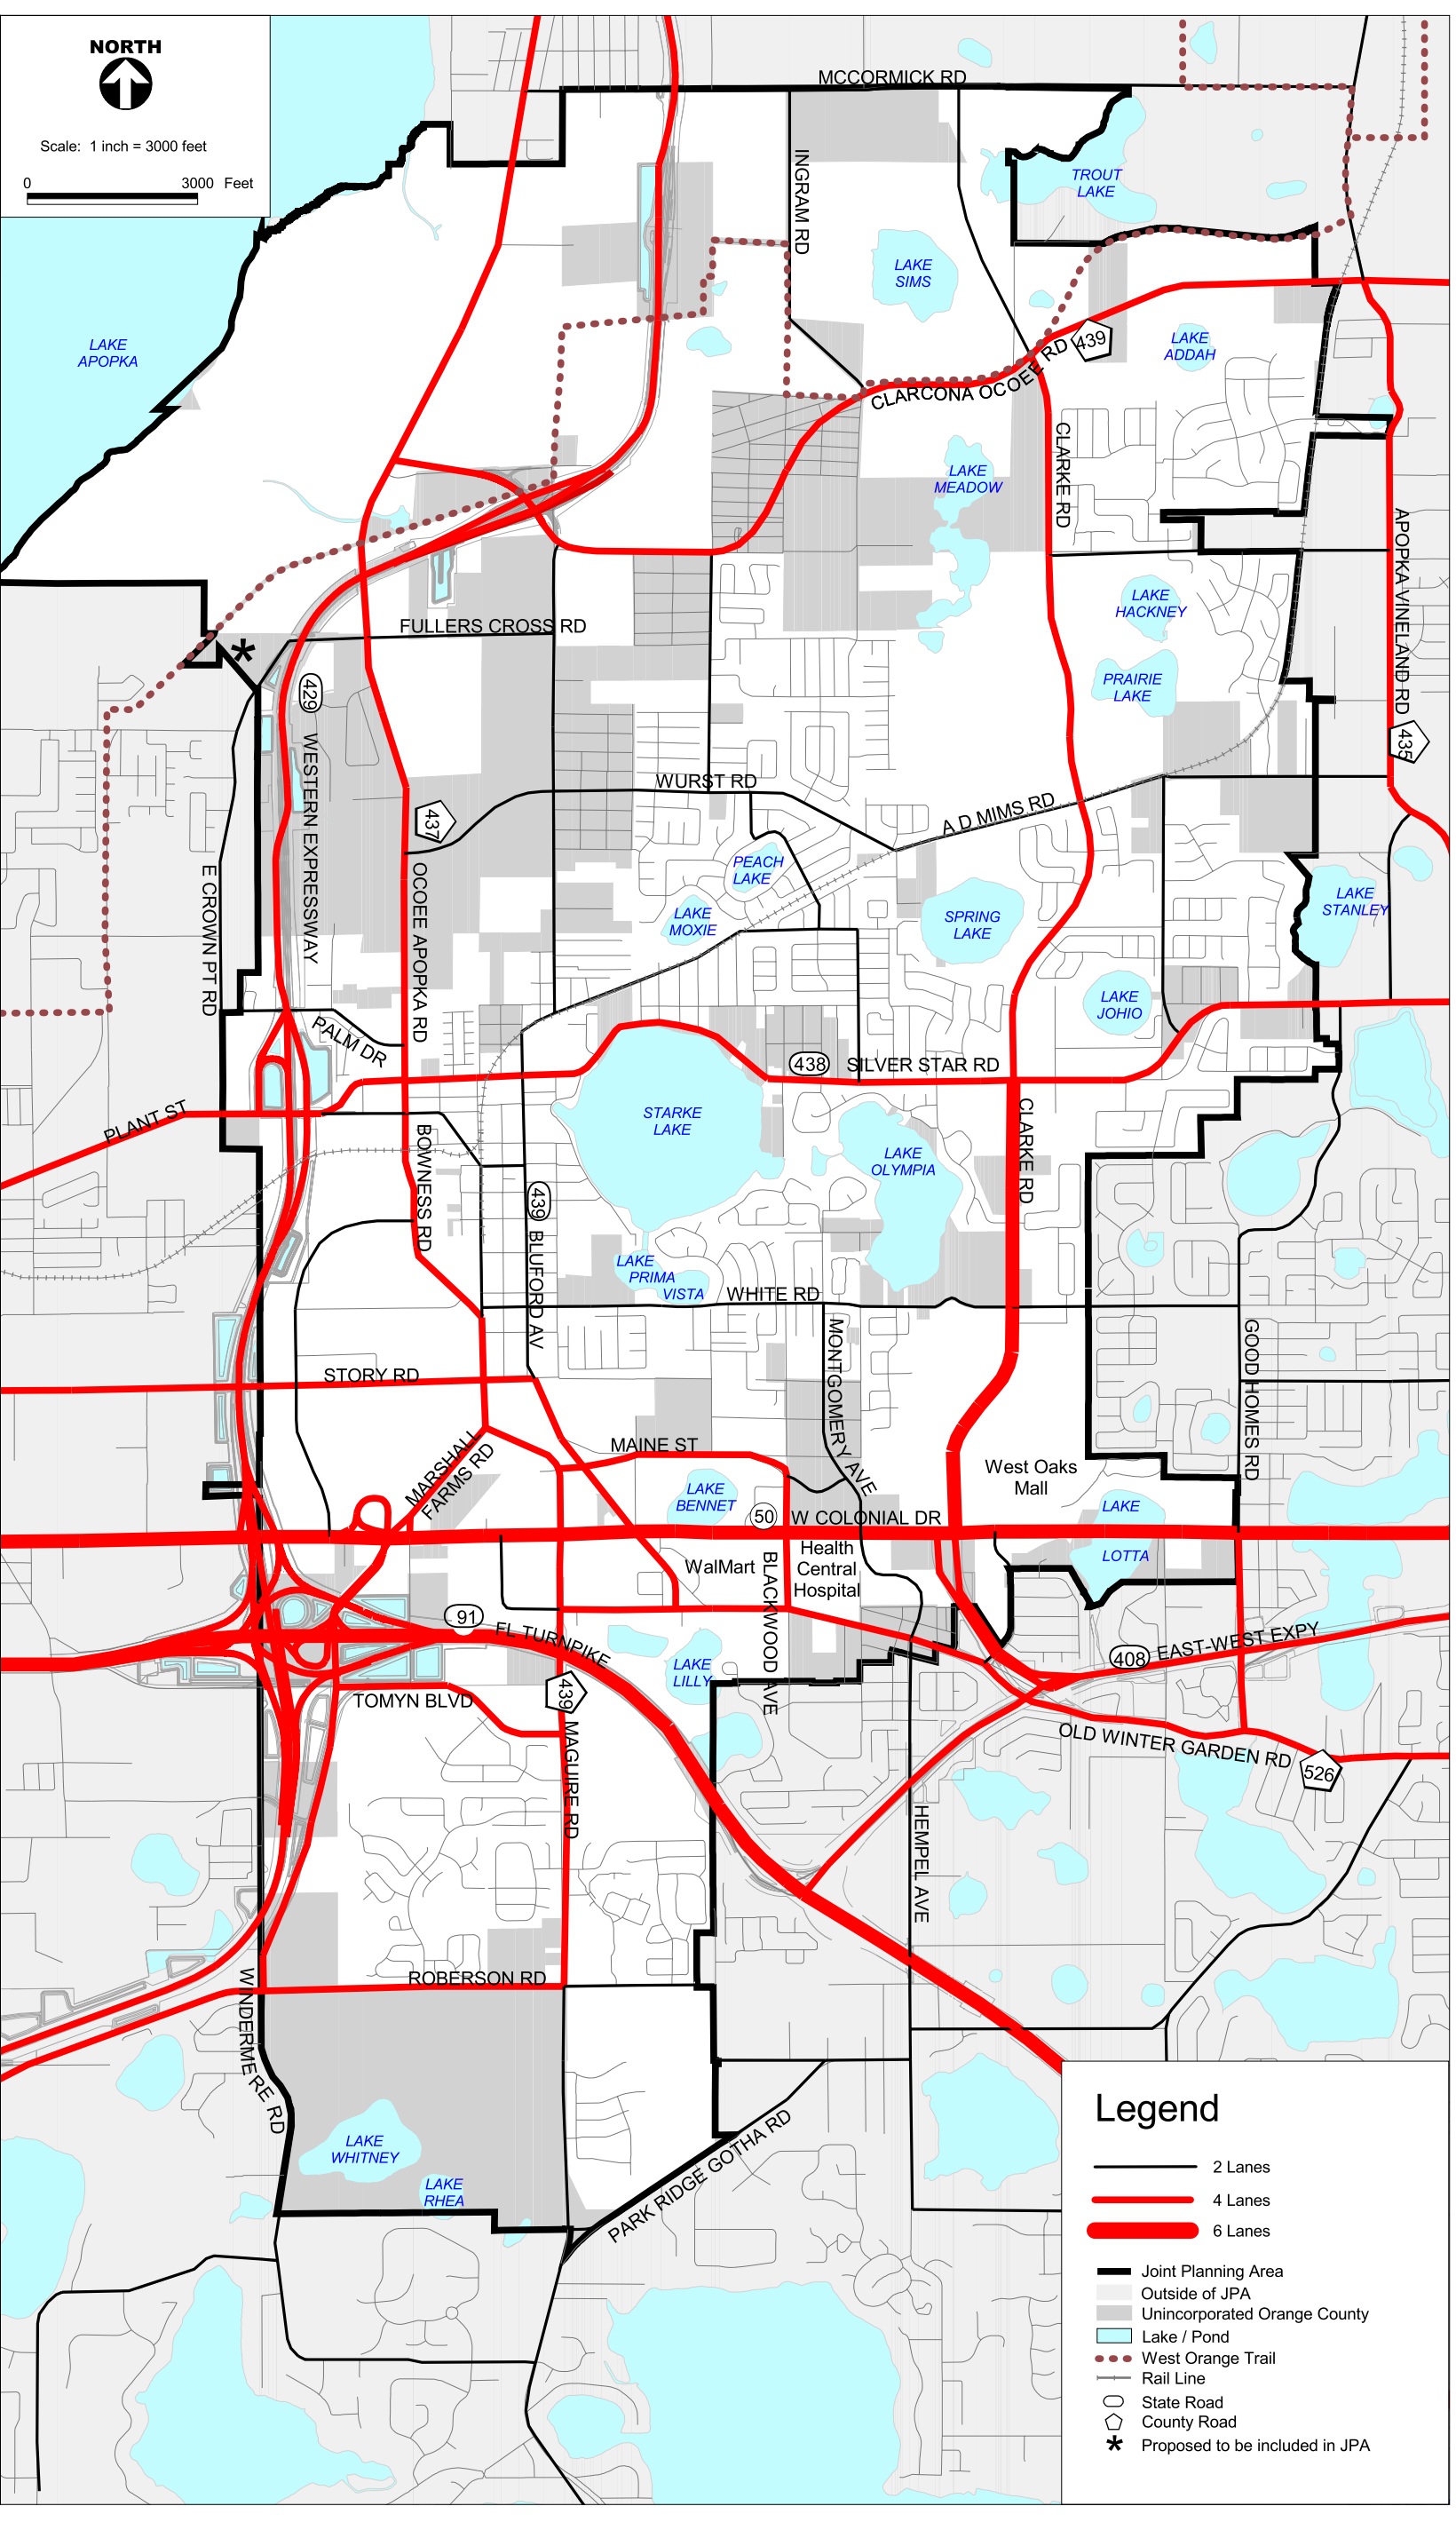 NORTH
Scale: 1 inch = 3000 feet
0 3000 Feet
MCCORMICK RD
INGRAM RD
TROUT
LAKE
LAKE
SIMS
LAKE
APOPKA
439
LAKE
ADDAH
CLARCONA OCOEE RD
CLARKE RD
LAKE
MEADOW
APOPKA VINELAND RD
LAKE
HACKNEY
FULLERS CROSS RD
*
429
WESTERN EXPRESSWAY
PRAIRIE
LAKE
435
WURST RD
A D MIMS RD
437
OCOEE APOPKA RD
E CROWN PT RD
PEACH
LAKE
LAKE
MOXIE
SPRING
LAKE
LAKE
STANLEY
LAKE
JOHIO
PALM DR
438
SILVER STAR RD
PLANT ST
STARKE
LAKE
LAKE
OLYMPIA
CLARKE RD
BOWNESS RD
439
BLUFORD AV
LAKE
PRIMA
VISTA
WHITE RD
MONTGOMERY AVE
GOOD HOMES RD
STORY RD
MAINE ST
MARSHALL
FARMS RD
West Oaks
Mall
LAKE
BENNET
LAKE
LOTTA
50
W COLONIAL DR
WalMart
BLACKWOOD AVE
Health
Central
Hospital
91
FL TURNPIKE
408
EAST-WEST EXPY
LAKE
LILLY
TOMYN BLVD
439
MAGUIRE RD
OLD WINTER GARDEN RD
526
HEMPEL AVE
ROBERSON RD
WINDERMERE RD
LAKE
WHITNEY
LAKE
RHEA
PARK RIDGE GOTHA RD
Legend
2 Lanes
4 Lanes
6 Lanes
Joint Planning Area
Outside of JPA
Unincorporated Orange County
Lake / Pond
West Orange Trail
Rail Line
State Road
County Road
* Proposed to be included in JPA